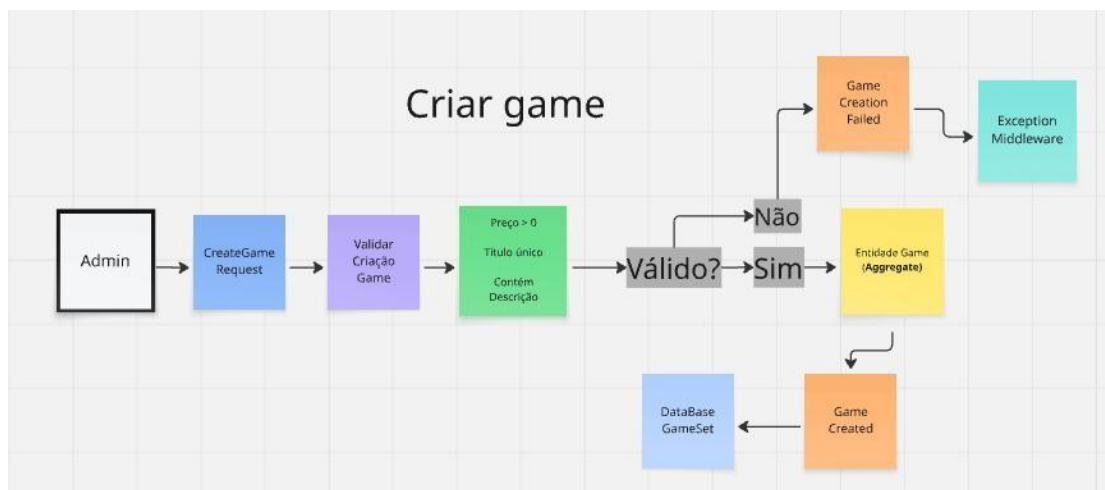 Criar game
Game
Creation
Failed
Exception
Middleware
Admin
CreateGame
Request
Validar
Criação
Game
Preço > 0
Título único
Contém
Descrição
Válido?
Não
Sim
Entidade Game
(Aggregate)
DataBase
GameSet
Game
Created